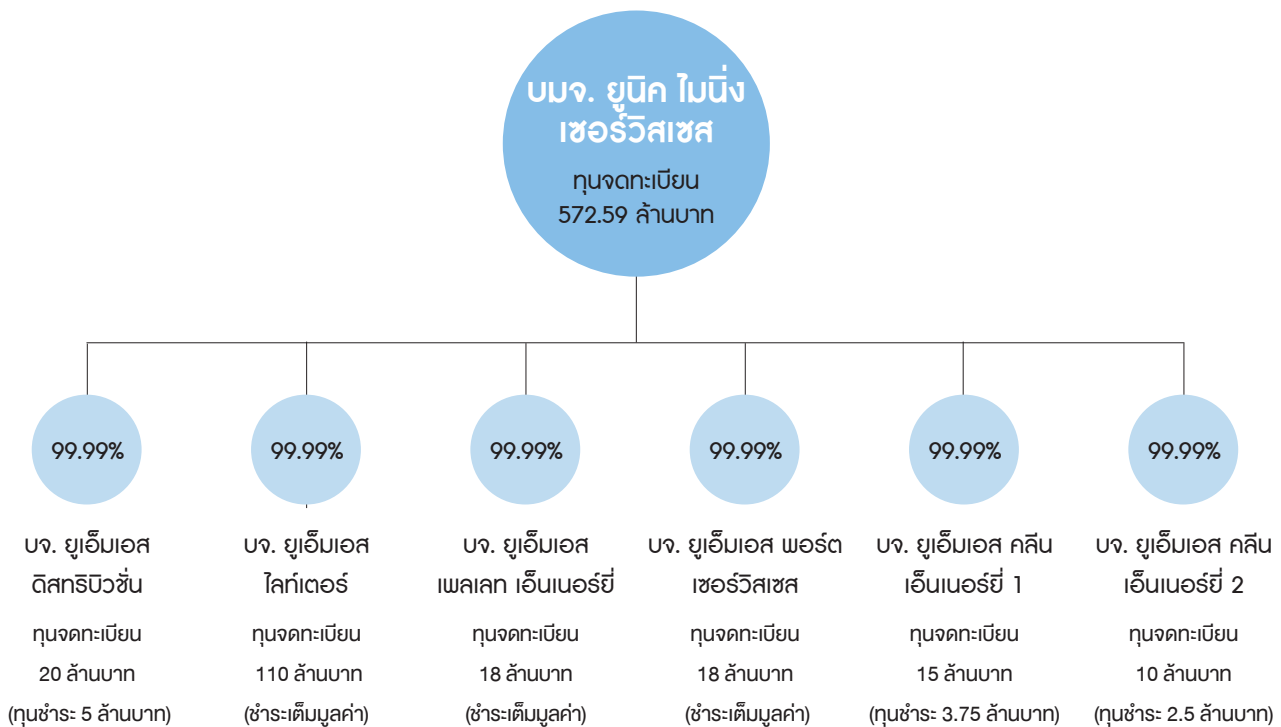 บมจ. ยูนิค ไมนิ่ง
เซอร์วิสเซส
ทุนจดทะเบียน
572.59 ล้านบาท
99.99%
99.99%
99.99%
99.99%
99.99%
99.99%
บจ. ยูเอ็มเอส
ดิสทริบิวชั่น
ทุนจดทะเบียน
20 ล้านบาท
(ทุนชำระ 5 ล้านบาท)
บจ. ยูเอ็มเอส
ไลท์เตอร์
ทุนจดทะเบียน
110 ล้านบาท
(ชำระเต็มมูลค่า)
บจ. ยูเอ็มเอส
เพลเลท เอ็นเนอร์ยี่
ทุนจดทะเบียน
18 ล้านบาท
(ชำระเต็มมูลค่า)
บจ. ยูเอ็มเอส พอร์ต
เซอร์วิสเซส
ทุนจดทะเบียน
18 ล้านบาท
(ชำระเต็มมูลค่า)
บจ. ยูเอ็มเอส คลีน
เอ็นเนอร์ยี่ 1
ทุนจดทะเบียน
15 ล้านบาท
(ทุนชำระ 3.75 ล้านบาท)
บจ. ยูเอ็มเอส คลีน
เอ็นเนอร์ยี่ 2
ทุนจดทะเบียน
10 ล้านบาท
(ทุนชำระ 2.5 ล้านบาท)